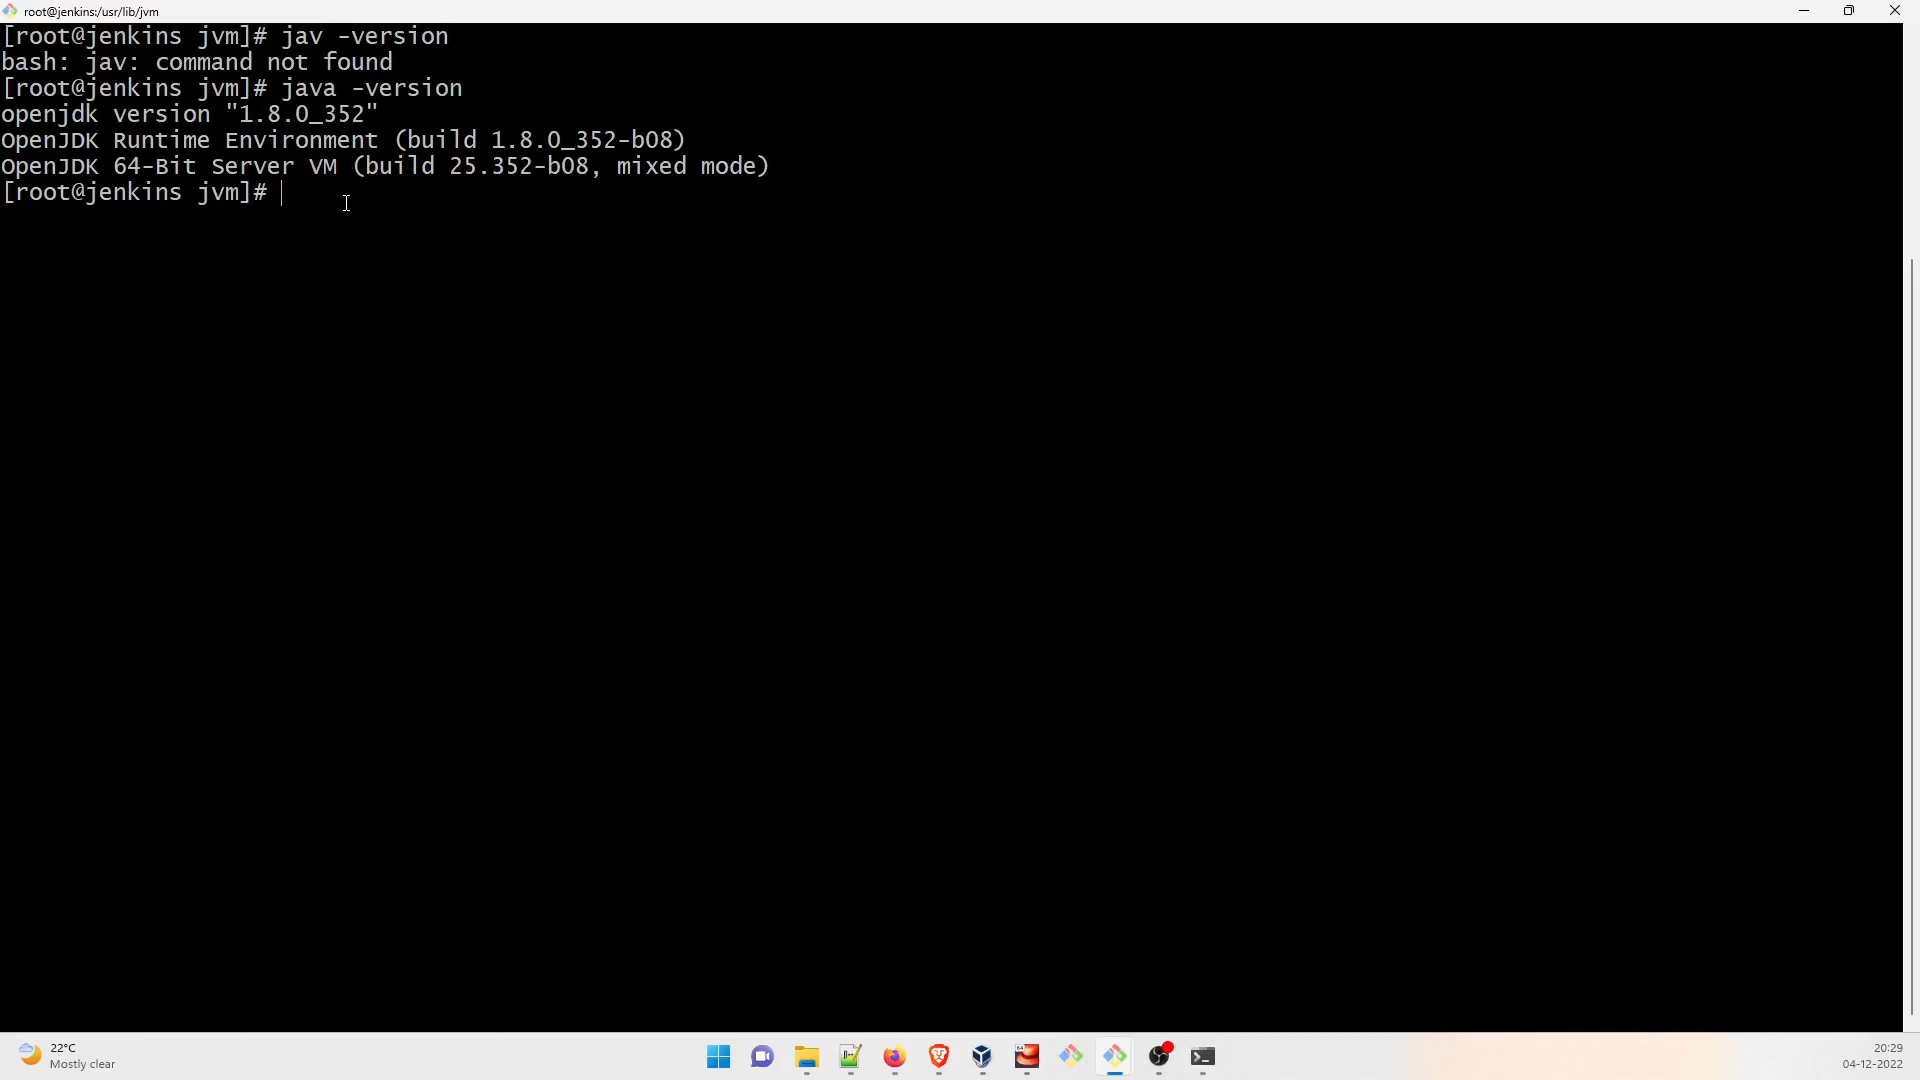 root@jenkins:/usr/lib/jvm
[root@jenkins jvm]# jav -version
bash: jav: command not found
[root@jenkins jvm]# java -version
openjdk version "1.8.0_352"
OpenJDK Runtime Environment (build 1.8.0_352-b08)
OpenJDK 64-Bit Server VM (build 25.352-b08, mixed mode)
[root@jenkins jvm]#
22°C
Mostly clear
64
20:29
04-12-2022